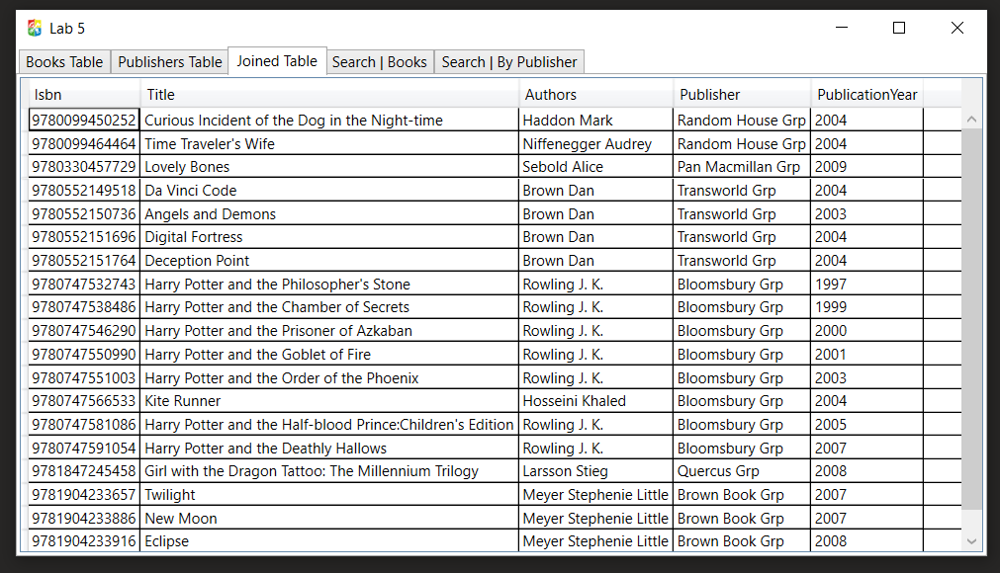 Lab 5
Books Table Publishers Table Joined Table Search | Books Search | By Publisher
Isbn Title Authors Publisher PublicationYear
9780099450252 Curious Incident of the Dog in the Night-time Haddon Mark Random House Grp 2004
9780099464464 Time Traveler's Wife Niffenegger Audrey Random House Grp 2004
9780330457729 Lovely Bones Sebold Alice Pan Macmillan Grp 2009
9780552149518 Da Vinci Code Brown Dan Transworld Grp 2004
9780552150736 Angels and Demons Brown Dan Transworld Grp 2003
9780552151696 Digital Fortress Brown Dan Transworld Grp 2004
9780552151764 Deception Point Brown Dan Transworld Grp 2004
9780747532743 Harry Potter and the Philosopher's Stone Rowling J. K. Bloomsbury Grp 1997
9780747538486 Harry Potter and the Chamber of Secrets Rowling J. K. Bloomsbury Grp 1999
9780747546290 Harry Potter and the Prisoner of Azkaban Rowling J. K. Bloomsbury Grp 2000
9780747550990 Harry Potter and the Goblet of Fire Rowling J. K. Bloomsbury Grp 2001
9780747551003 Harry Potter and the Order of the Phoenix Rowling J. K. Bloomsbury Grp 2003
9780747566533 Kite Runner Hosseini Khaled Bloomsbury Grp 2004
9780747581086 Harry Potter and the Half-blood Prince:Children's Edition Rowling J. K. Bloomsbury Grp 2005
9780747591054 Harry Potter and the Deathly Hallows Rowling J. K. Bloomsbury Grp 2007
9781847245458 Girl with the Dragon Tattoo: The Millennium Trilogy Larsson Stieg Quercus Grp 2008
9781904233657 Twilight Meyer Stephenie Little Brown Book Grp 2007
9781904233886 New Moon Meyer Stephenie Little Brown Book Grp 2007
9781904233916 Eclipse Meyer Stephenie Little Brown Book Grp 2008